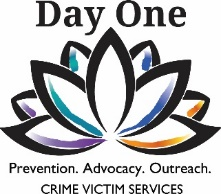 Day One
Prevention. Advocacy. Outreach.
CRIME VICTIM SERVICES